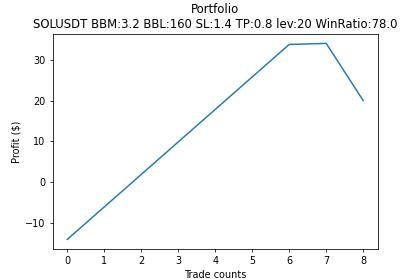 Portfolio
SOLUSDT BBM:3.2 BBL:160 SL:1.4 TP:0.8 lev:20 WinRatio:78.0
30
20
10
0
−10
Profit ($)
0 1 2 3 4 5 6 7 8
Trade counts